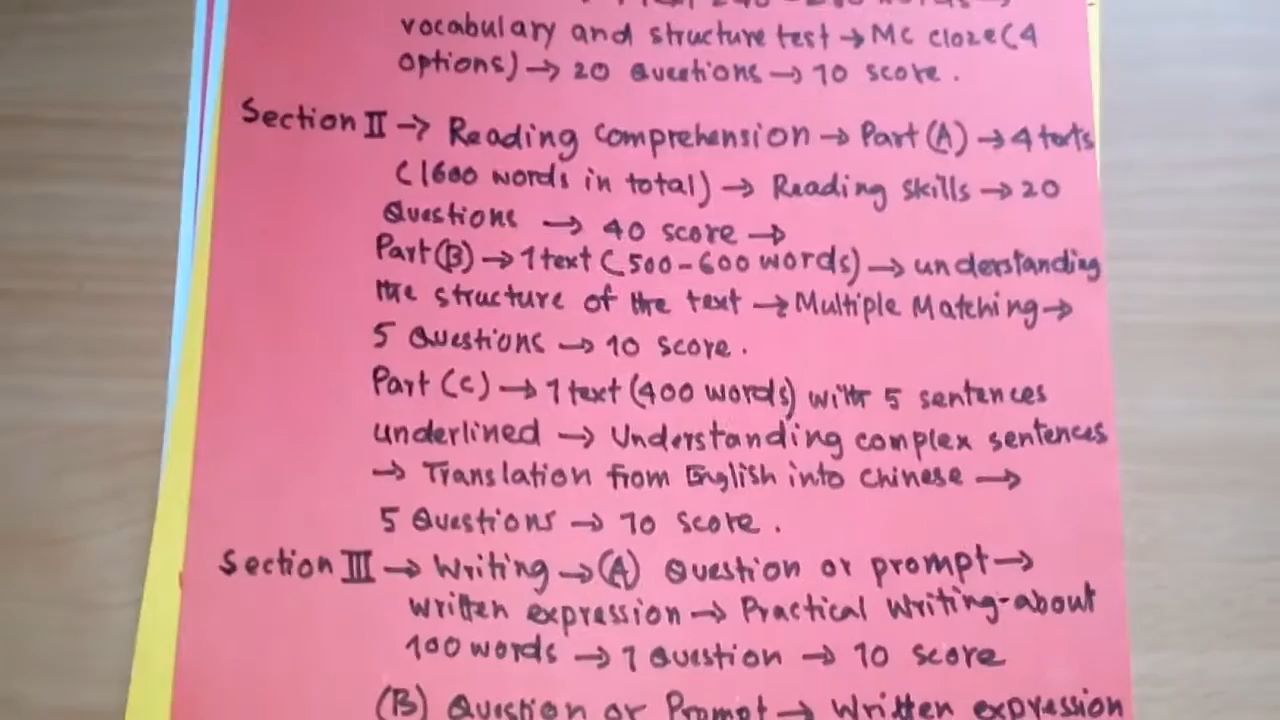 vocabulary and structure test → MC cloze (4
options) → 20 Questions → 10 score.
Section II → Reading Comprehension → Part (A) → 4 texts
(1600 words in total) → Reading skills → 20
Questions → 40 score →
Part (B) → 1 text (500-600 words) → understanding
the structure of the text → Multiple Matching →
5 Questions → 10 score.
Part (C) → 1 text (400 words) with 5 sentences
underlined → Understanding complex sentences
→ Translation from English into Chinese →
5 Questions → 10 score.
Section III → Writing → (A) Question or prompt →
written expression → Practical Writing-about
100 words → 1 Question → 10 score
(B) Question or Prompt → Written expression